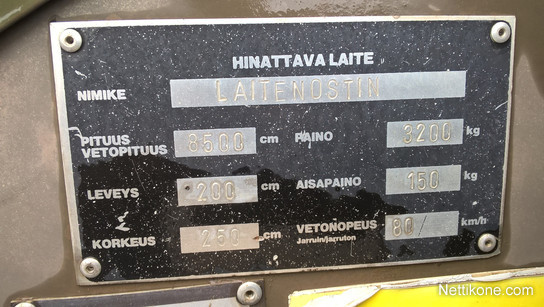 HINATTAVA LAITE
NIMIKE LAITENOSTIN
PITUUS VETOPITUUS 8500 cm PAINO 3200 kg
LEVEYS 200 cm AISAPAINO 150 kg
KORKEUS 250 cm VETONOPEUS Jarruin/jarruton 80/ km/h
Nettikone.com